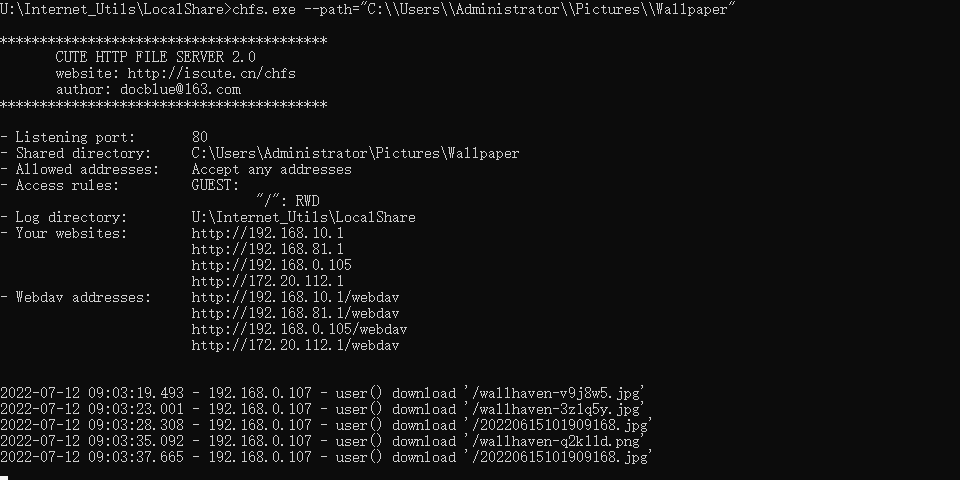 U:\Internet_Utils\LocalShare>chfs.exe --path="C:\\Users\\Administrator\\Pictures\\Wallpaper"
*****************************************
CUTE HTTP FILE SERVER 2.0
website: http://iscute.cn/chfs
author: docblue@163.com
*****************************************
- Listening port: 80
- Shared directory: C:\Users\Administrator\Pictures\Wallpaper
- Allowed addresses: Accept any addresses
- Access rules: GUEST:
"/": RWD
- Log directory: U:\Internet_Utils\LocalShare
- Your websites: http://192.168.10.1
http://192.168.81.1
http://192.168.0.105
http://172.20.112.1
- Webdav addresses: http://192.168.10.1/webdav
http://192.168.81.1/webdav
http://192.168.0.105/webdav
http://172.20.112.1/webdav
2022-07-12 09:03:19.493 - 192.168.0.107 - user() download '/wallhaven-v9j8w5.jpg'
2022-07-12 09:03:23.001 - 192.168.0.107 - user() download '/wallhaven-3z1q5y.jpg'
2022-07-12 09:03:28.308 - 192.168.0.107 - user() download '/20220615101909168.jpg'
2022-07-12 09:03:35.092 - 192.168.0.107 - user() download '/wallhaven-q2k11d.png'
2022-07-12 09:03:37.665 - 192.168.0.107 - user() download '/20220615101909168.jpg'